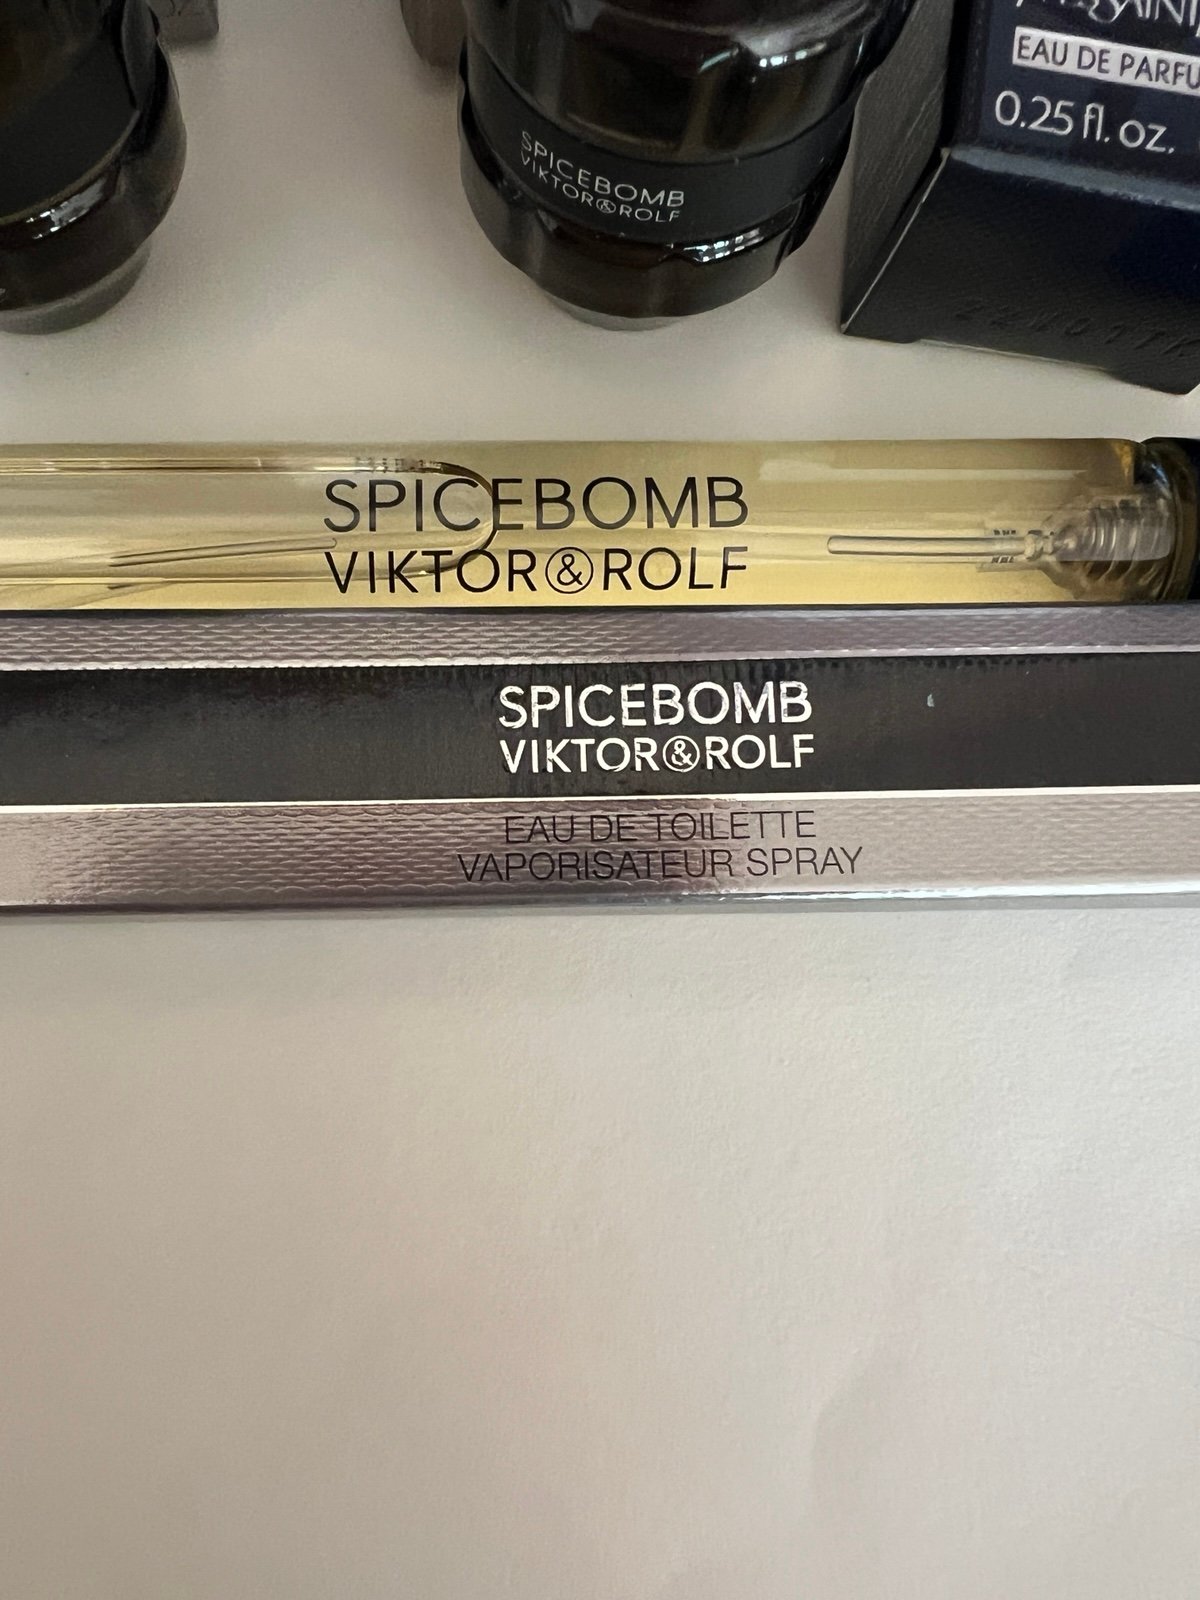 EAU DE PARFU
0.25 fl. oz.
SPICEBOMB
VIKTOR&ROLF
SPICEBOMB
VIKTOR&ROLF
SPICEBOMB
VIKTOR&ROLF
EAU DE TOILETTE
VAPORISATEUR SPRAY